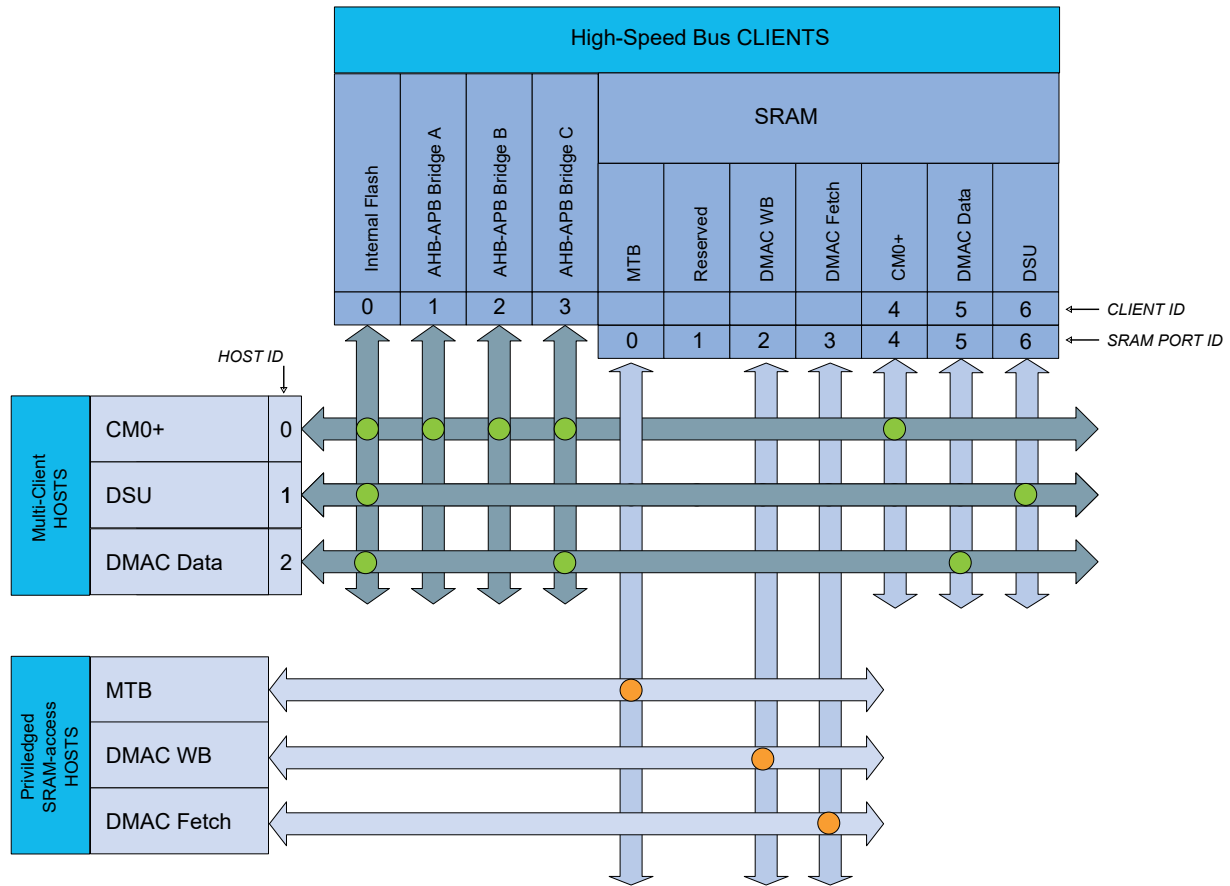 High-Speed Bus CLIENTS
SRAM
Internal Flash
AHB-APB Bridge A
AHB-APB Bridge B
AHB-APB Bridge C
MTB
Reserved
DMAC WB
DMAC Fetch
CM0+
DMAC Data
DSU
0 1 2 3 4 5 6 CLIENT ID
0 1 2 3 4 5 6 SRAM PORT ID
HOST ID
Multi-Client
HOSTS
CM0+ 0
DSU 1
DMAC Data 2
Priviledged
SRAM-access
HOSTS
MTB
DMAC WB
DMAC Fetch